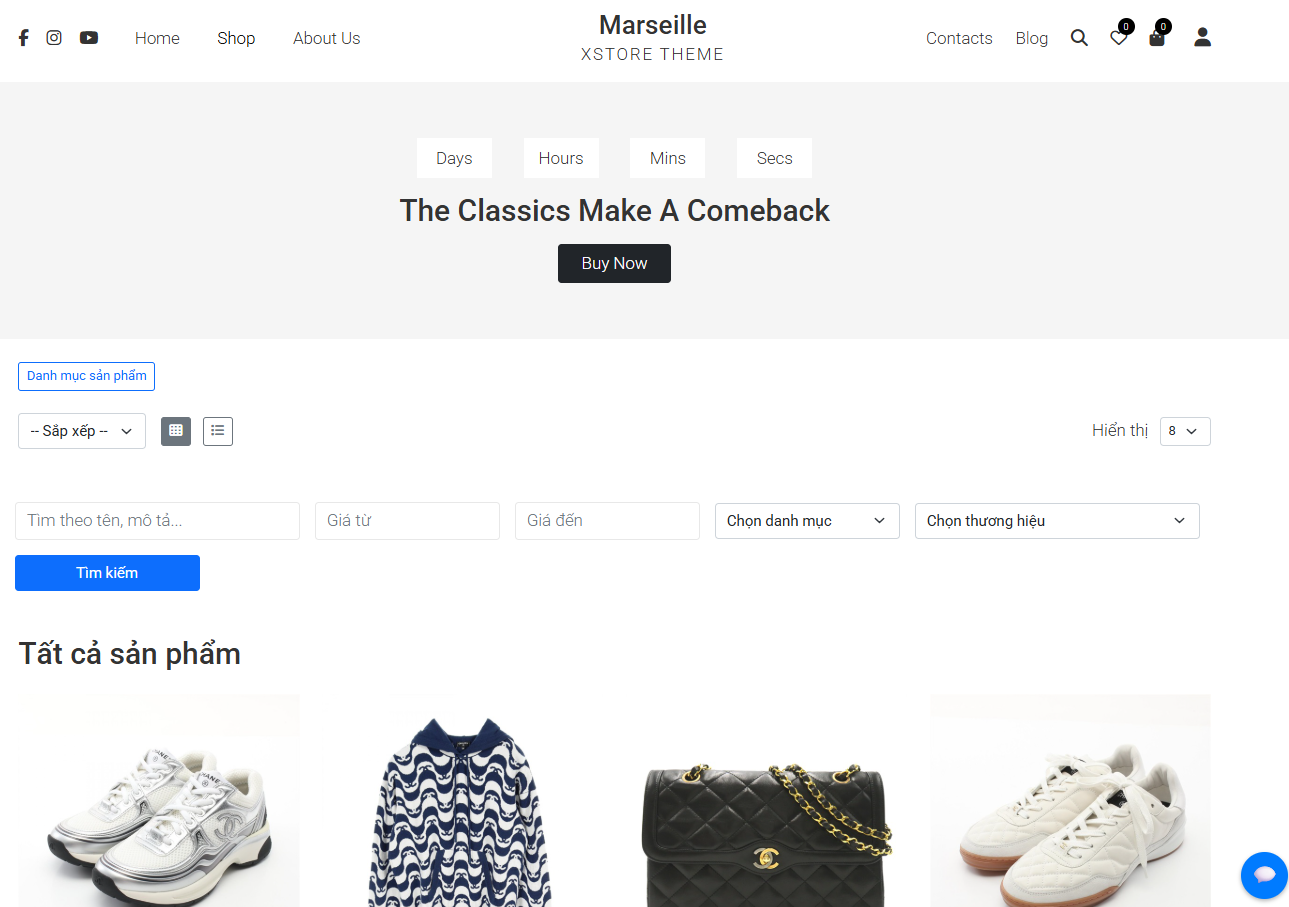 Home Shop About Us
Marseille
XSTORE THEME
Contacts Blog 0 0
Days Hours Mins Secs
The Classics Make A Comeback
Buy Now
Danh mục sản phẩm
-- Sắp xếp --
Hiển thị 8
Tìm theo tên, mô tả... Giá từ Giá đến Chọn danh mục Chọn thương hiệu
Tìm kiếm
Tất cả sản phẩm